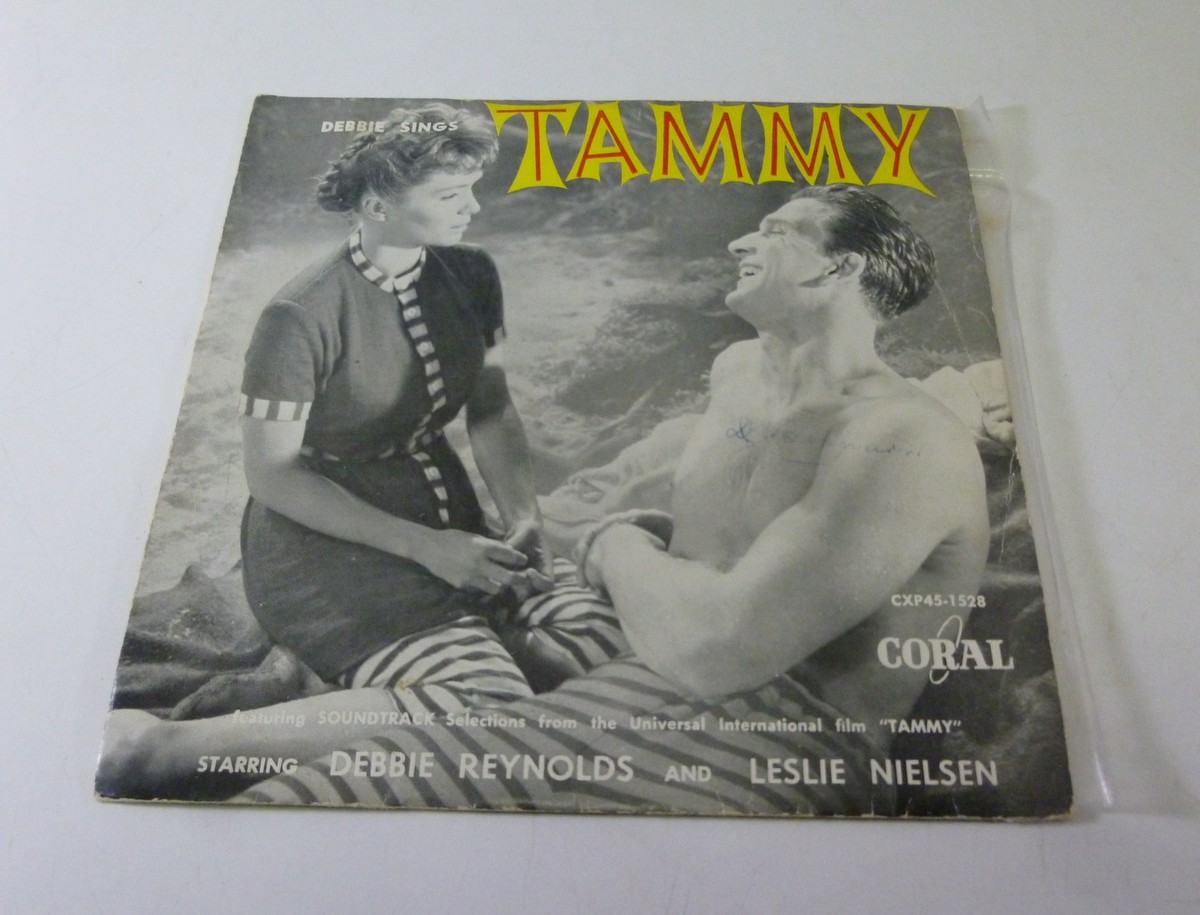 DEBBIE SINGS
TAMMY
CXP45-1528
CORAL
featuring SOUNDTRACK Selections from the Universal International film "TAMMY"
STARRING DEBBIE REYNOLDS AND LESLIE NIELSEN